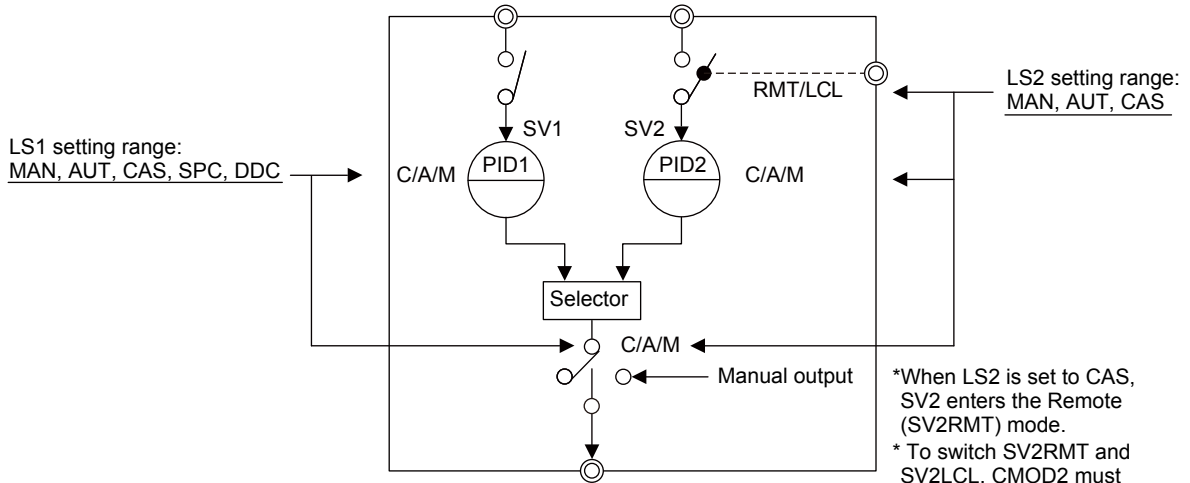 RMT/LCL
LS2 setting range:
MAN, AUT, CAS
LS1 setting range:
MAN, AUT, CAS, SPC, DDC
SV1
SV2
C/A/M
PID1
PID2
C/A/M
Selector
C/A/M
Manual output
*When LS2 is set to CAS,
SV2 enters the Remote
(SV2RMT) mode.
* To switch SV2RMT and
SV2LCL, CMOD2 must